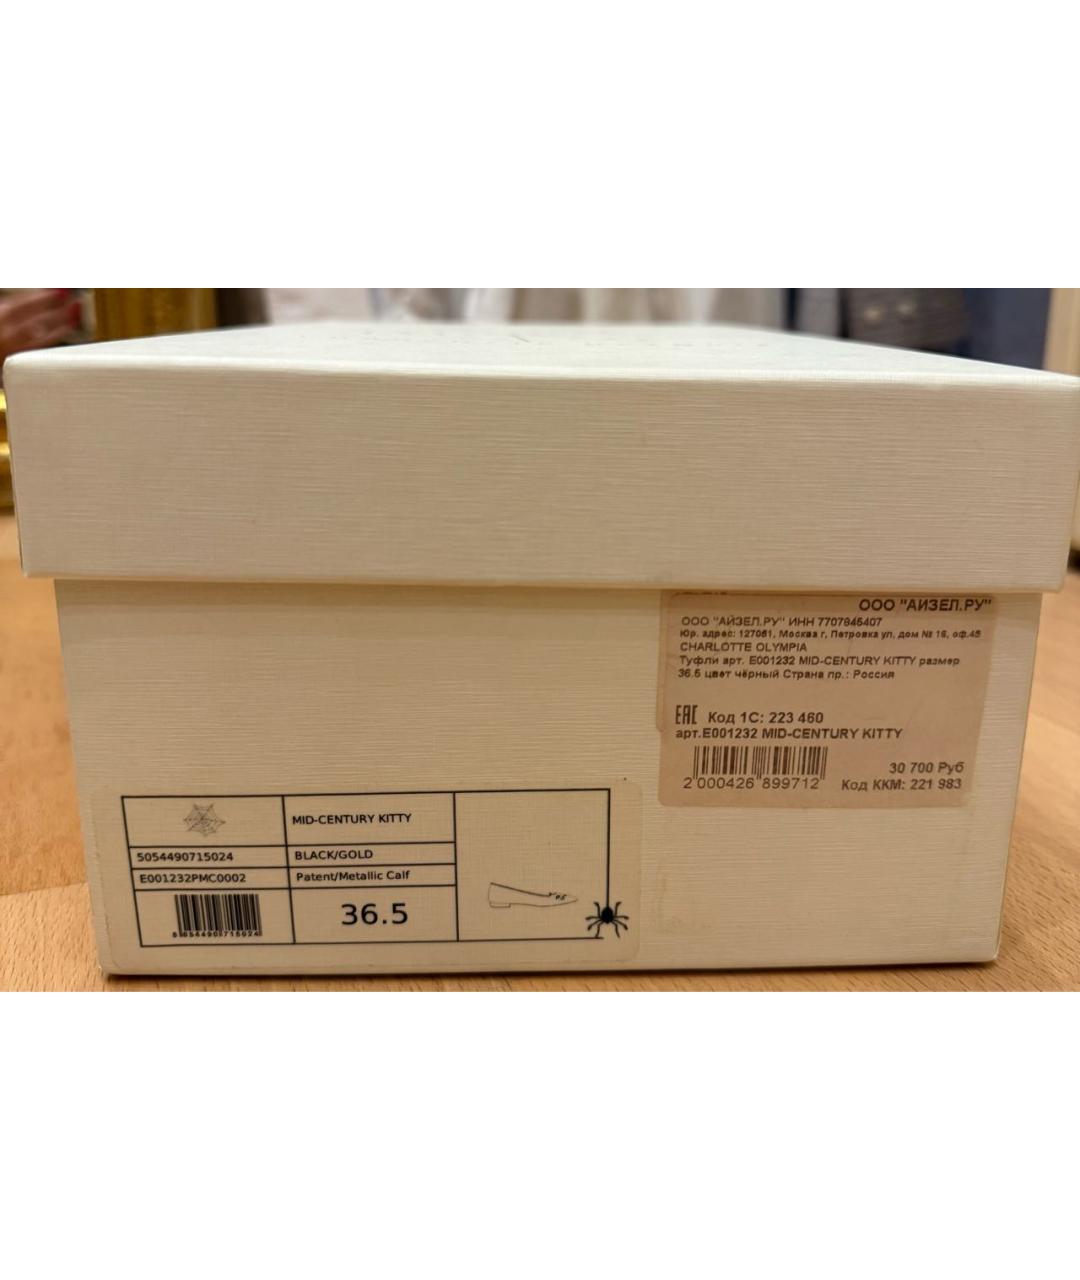 ООО "АЙЗЕЛ.РУ"
ООО "АЙЗЕЛ.РУ" ИНН 7707845407
Юр. адрес: 127051, Москва г, Петровка ул, дом № 16, оф.45
CHARLOTTE OLYMPIA
Туфли арт. E001232 MID-CENTURY KITTY размер
36.5 цвет чёрный Страна пр.: Россия
EAC Код 1С: 223 460
арт.E001232 MID-CENTURY KITTY
2 000426 899712
30 700 Руб
Код ККМ: 221 983
MID-CENTURY KITTY
5054490715024
BLACK/GOLD
E001232PMC0002
Patent/Metallic Calf
36.5